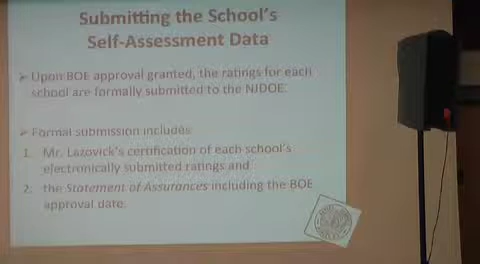 Submitting the School's
Self-Assessment Data
Upon BOE approval granted, the ratings for each
school are formally submitted to the NJDOE.
Formal submission includes
1. Mr. Lazovick's certification of each school's
electronically submitted ratings and
2. the Statement of Assurances including the BOE
approval date.